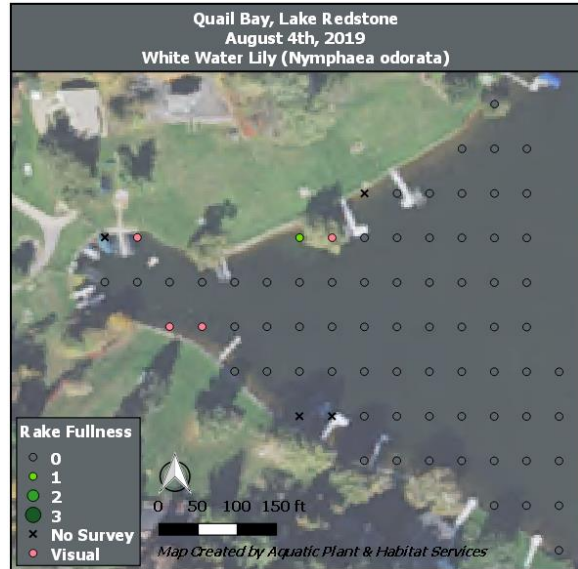 Quail Bay, Lake Redstone
August 4th, 2019
White Water Lily (Nymphaea odorata)
Rake Fullness
0
1
2
3
No Survey
Visual
0 50 100 150 ft
Map Created by Aquatic Plant & Habitat Services